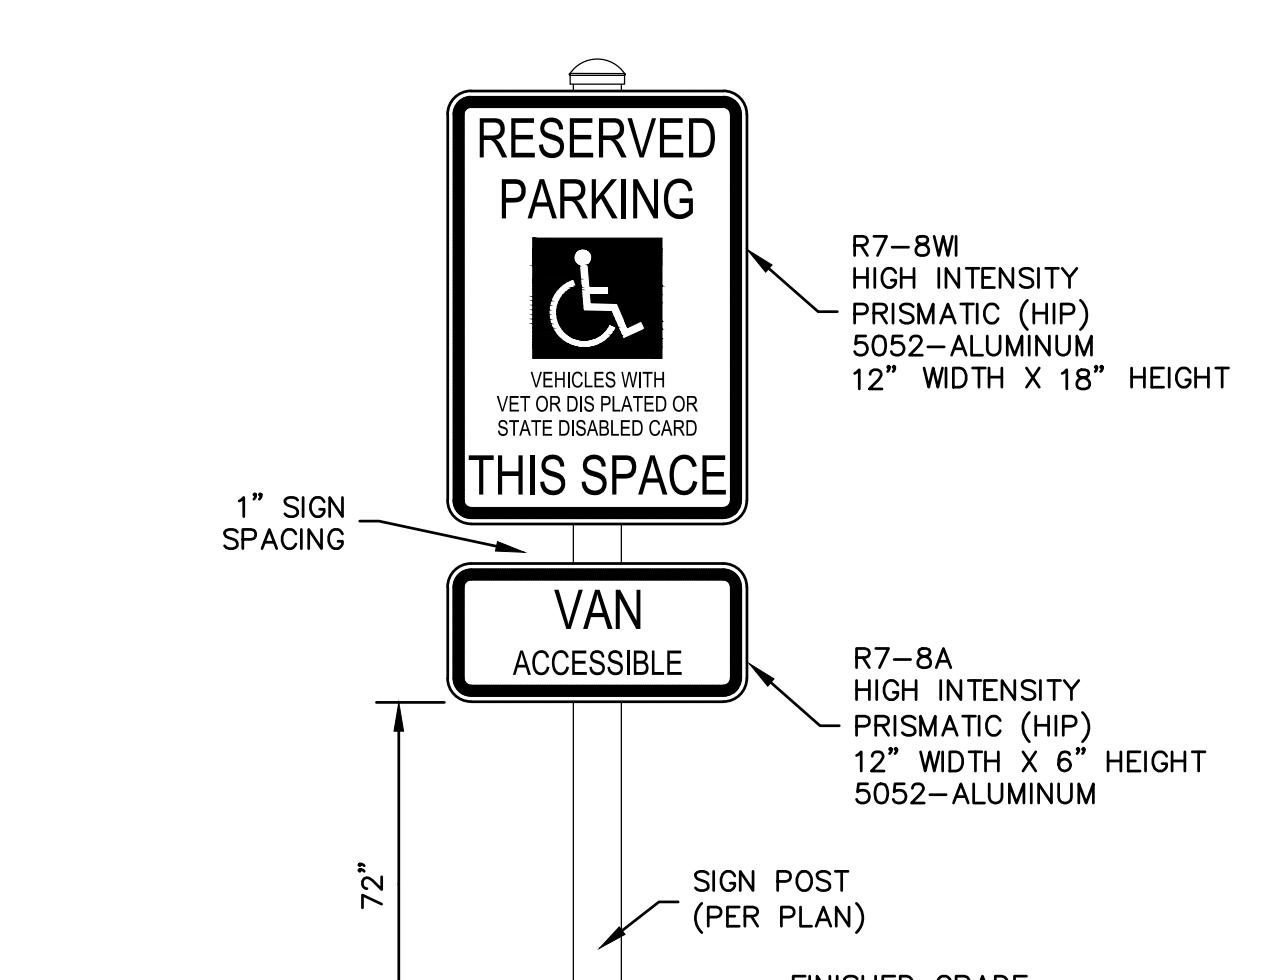 RESERVED
PARKING
VEHICLES WITH
VET OR DIS PLATED OR
STATE DISABLED CARD
THIS SPACE
R7-8WI
HIGH INTENSITY
PRISMATIC (HIP)
5052-ALUMINUM
12" WIDTH X 18" HEIGHT
1" SIGN
SPACING
VAN
ACCESSIBLE
R7-8A
HIGH INTENSITY
PRISMATIC (HIP)
12" WIDTH X 6" HEIGHT
5052-ALUMINUM
72"
SIGN POST
(PER PLAN)
FINISHED GRADE